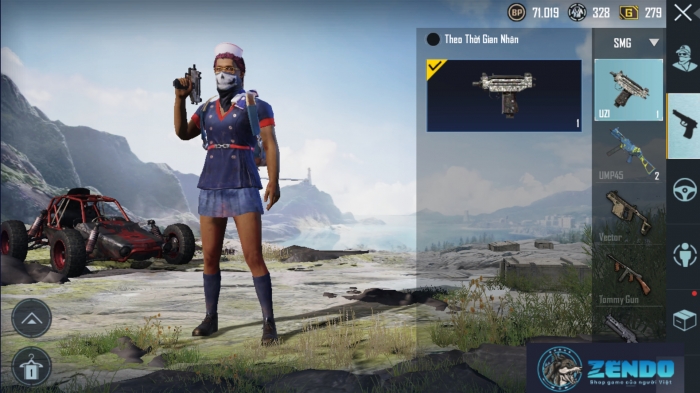 BP 71.019 328 G 279
Theo Thời Gian Nhận
SMG
1
UZI 1
UMP45 2
Vector
Tommy Gun
ZENDO
Shop game của người Việt